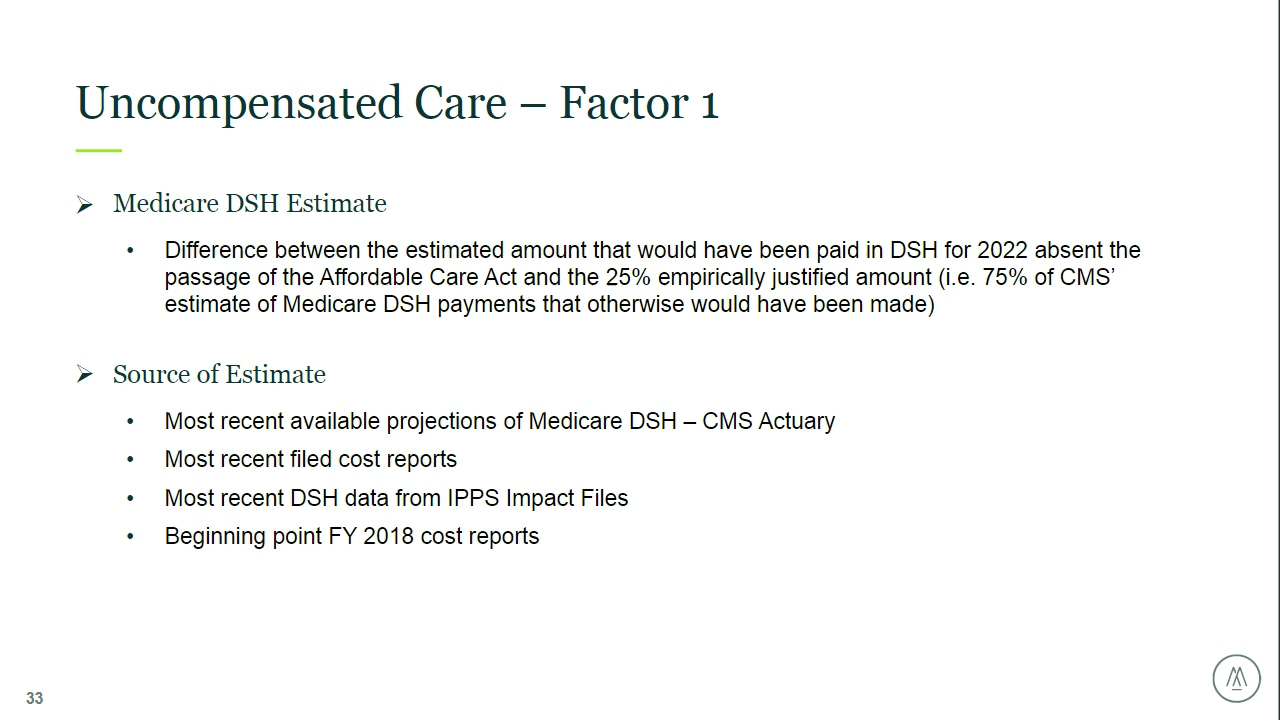 Uncompensated Care – Factor 1
➢ Medicare DSH Estimate
• Difference between the estimated amount that would have been paid in DSH for 2022 absent the
passage of the Affordable Care Act and the 25% empirically justified amount (i.e. 75% of CMS’
estimate of Medicare DSH payments that otherwise would have been made)
➢ Source of Estimate
• Most recent available projections of Medicare DSH – CMS Actuary
• Most recent filed cost reports
• Most recent DSH data from IPPS Impact Files
• Beginning point FY 2018 cost reports
33